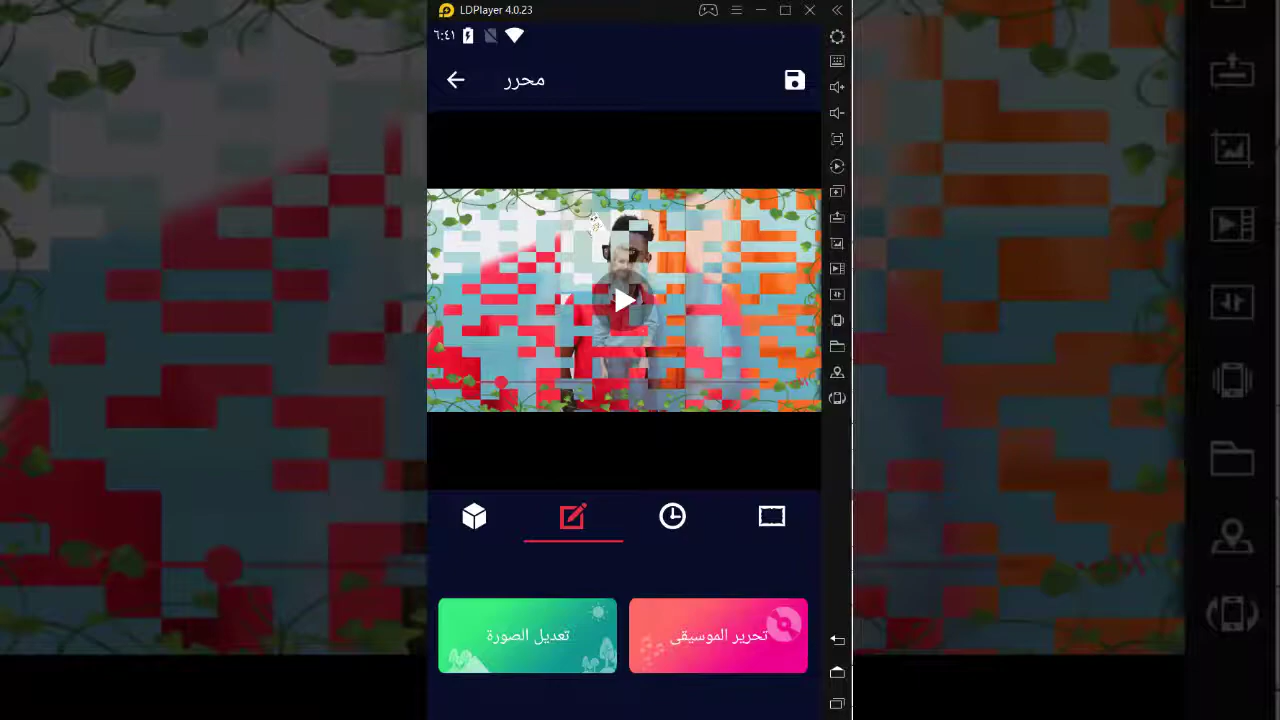 LDPlayer 4.0.23
٦:٤١
محرر
تعديل الصورة
تحرير الموسيقى